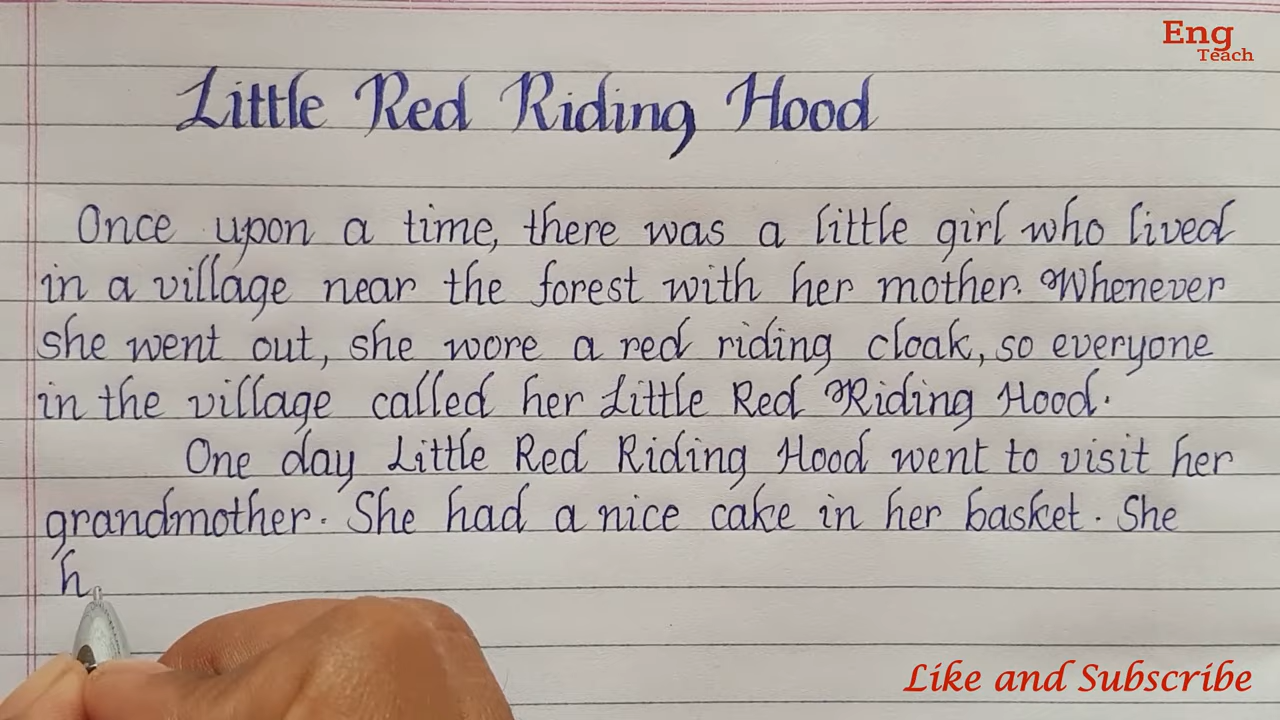 Eng
Teach
Little Red Riding Hood
Once upon a time, there was a little girl who lived
in a village near the forest with her mother. Whenever
she went out, she wore a red riding cloak, so everyone
in the village called her Little Red Riding Hood.
One day Little Red Riding Hood went to visit her
grandmother. She had a nice cake in her basket. She
h
Like and Subscribe